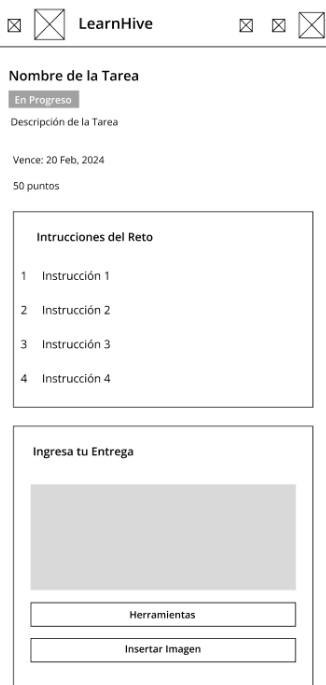 LearnHive
Nombre de la Tarea
En Progreso
Descripción de la Tarea
Vence: 20 Feb, 2024
50 puntos
Intrucciones del Reto
1 Instrucción 1
2 Instrucción 2
3 Instrucción 3
4 Instrucción 4
Ingresa tu Entrega
Herramientas
Insertar Imagen